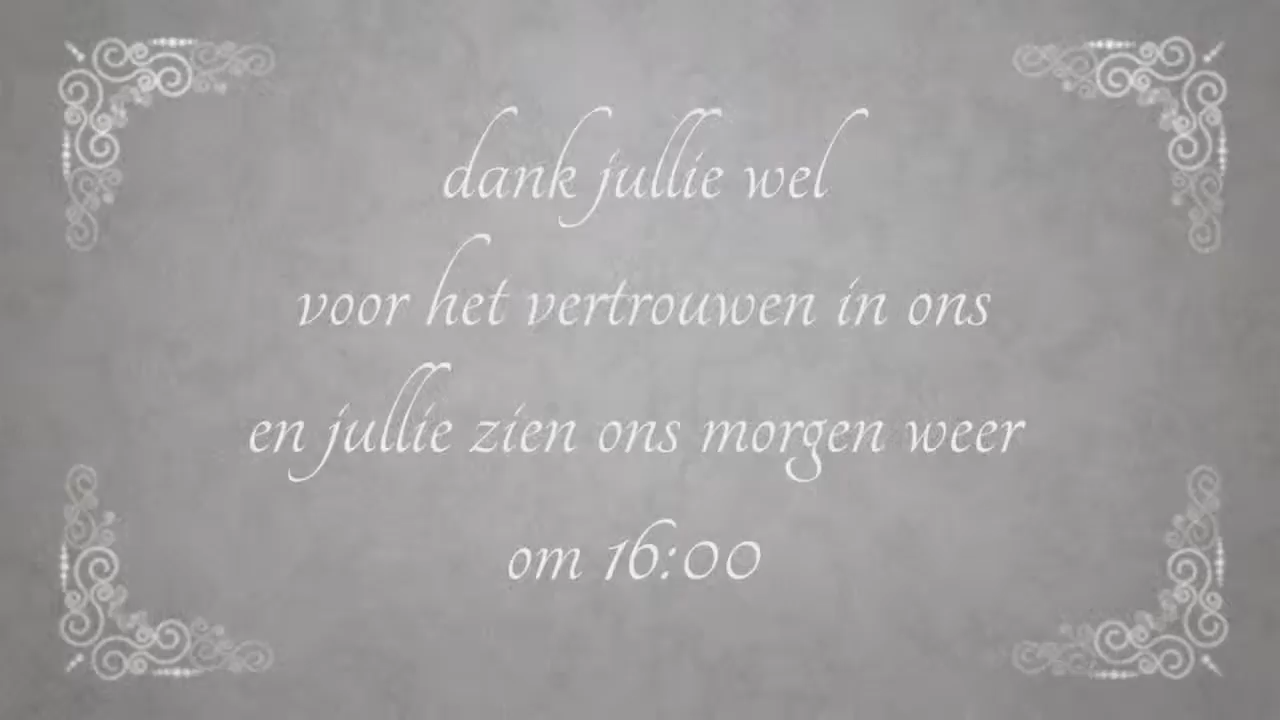 dank jullie wel
voor het vertrouwen in ons
en jullie zien ons morgen weer
om 16:00